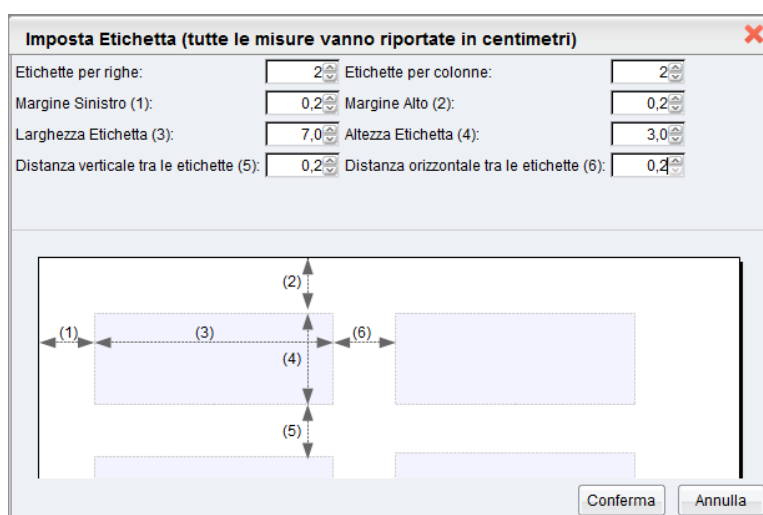 Imposta Etichetta (tutte le misure vanno riportate in centimetri)
Etichette per righe: 2 Etichette per colonne: 2
Margine Sinistro (1): 0,2 Margine Alto (2): 0,2
Larghezza Etichetta (3): 7,0 Altezza Etichetta (4): 3,0
Distanza verticale tra le etichette (5): 0,2 Distanza orizzontale tra le etichette (6): 0,2
(2)
(1) (3) (6)
(4)
(5)
Conferma Annulla